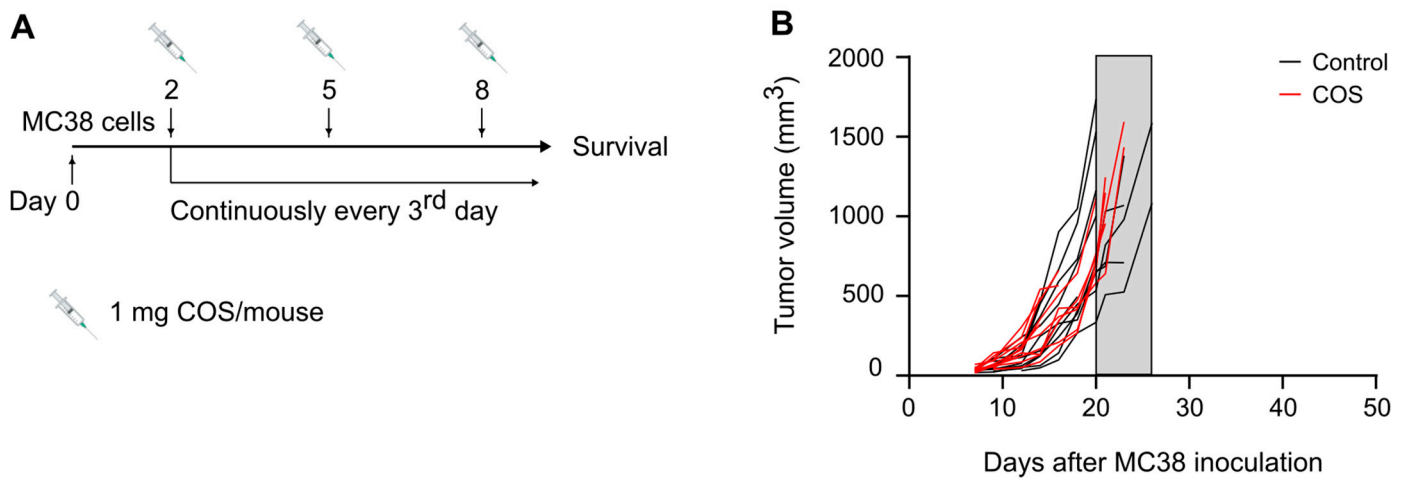 A
2
5
8
MC38 cells
Survival
Day 0
Continuously every 3rd day
1 mg COS/mouse
B
2000
1500
1000
500
0
Tumor volume (mm3)
Control
COS
0 10 20 30 40 50
Days after MC38 inoculation